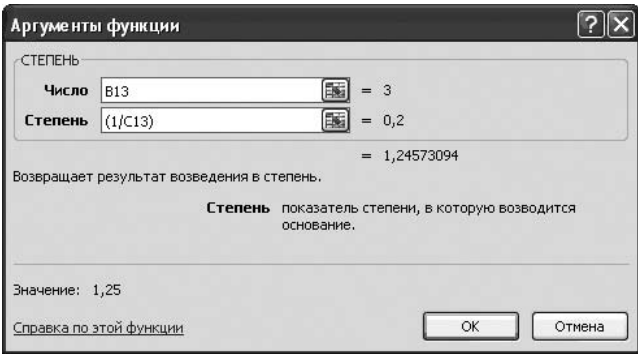 Аргументы функции
СТЕПЕНЬ
Число B13 = 3
Степень (1/C13) = 0,2
= 1,24573094
Возвращает результат возведения в степень.
Степень показатель степени, в которую возводится
основание.
Значение: 1,25
Справка по этой функции OK Отмена